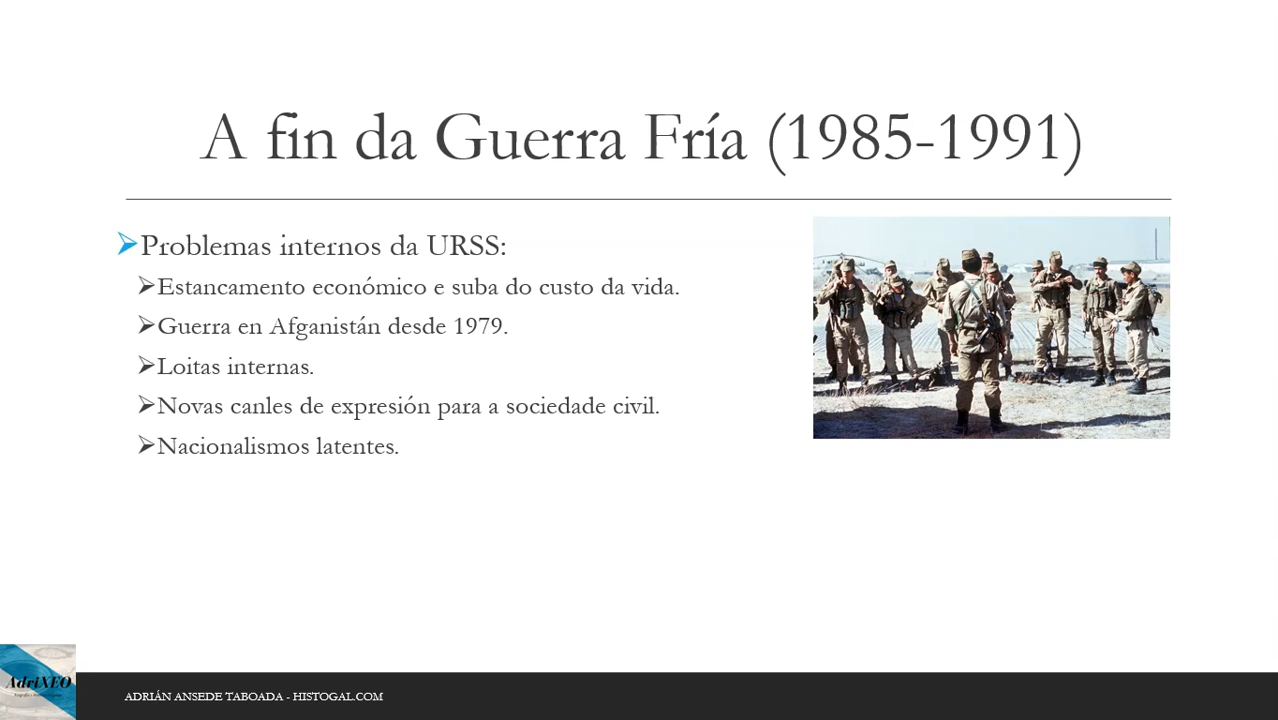 A fin da Guerra Fría (1985-1991)
Problemas internos da URSS:
Estancamento económico e suba do custo da vida.
Guerra en Afganistán desde 1979.
Loitas internas.
Novas canles de expresión para a sociedade civil.
Nacionalismos latentes.
AdriXEO
ADRIÁN ANSEDE TABOADA - HISTOGAL.COM